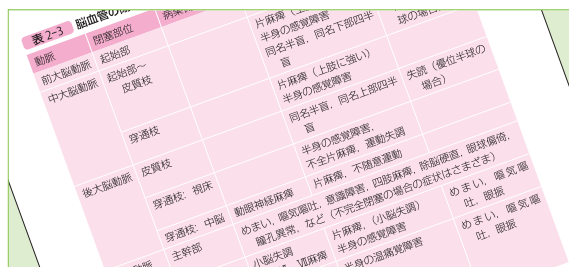 表 2-3 脳血管の
動脈 閉塞部位
前大脳動脈 起始部
中大脳動脈 起始部～
皮質枝
穿通枝
後大脳動脈 皮質枝
穿通枝：視床
穿通枝：中脳 動眼神経麻痺
主幹部
半身の感覚障害
同名半盲，同名下部四半
盲
片麻痺（上肢に強い）
半身の感覚障害
同名半盲，同名上部四半
盲
失読（優位半球の
場合）
半身の感覚障害，
不全片麻痺，運動失調
片麻痺，不随意運動
めまい，嘔気嘔吐，意識障害，四肢麻痺，除脳硬直，眼球偏倚，
瞳孔異常，など（不完全閉塞の場合の症状はさまざま）
小脳失調
片麻痺，（小脳失調）
半身の感覚障害
めまい，嘔気嘔
吐，眼振
半身の温痛覚障害
めまい，嘔気嘔
吐，眼振